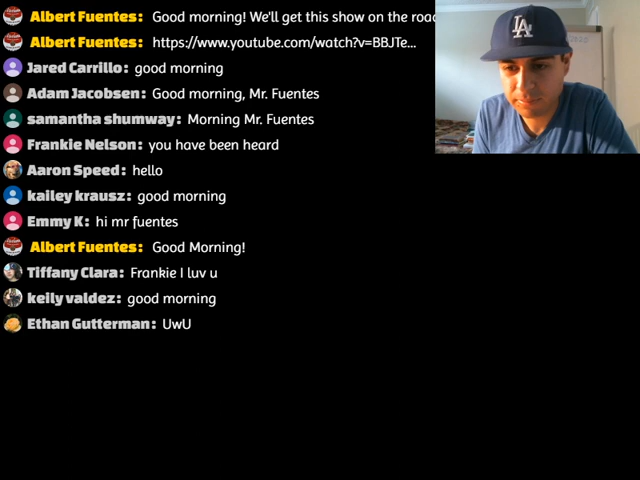 Albert Fuentes: Good morning! We'll get this show on the road
Albert Fuentes: https://www.youtube.com/watch?v=BBJTe...
Jared Carrillo: good morning
Adam Jacobsen: Good morning, Mr. Fuentes
samantha shumway: Morning Mr. Fuentes
Frankie Nelson: you have been heard
Aaron Speed: hello
kailey krausz: good morning
Emmy K: hi mr fuentes
Albert Fuentes: Good Morning!
Tiffany Clara: Frankie I luv u
keily valdez: good morning
Ethan Gutterman: UwU
LA